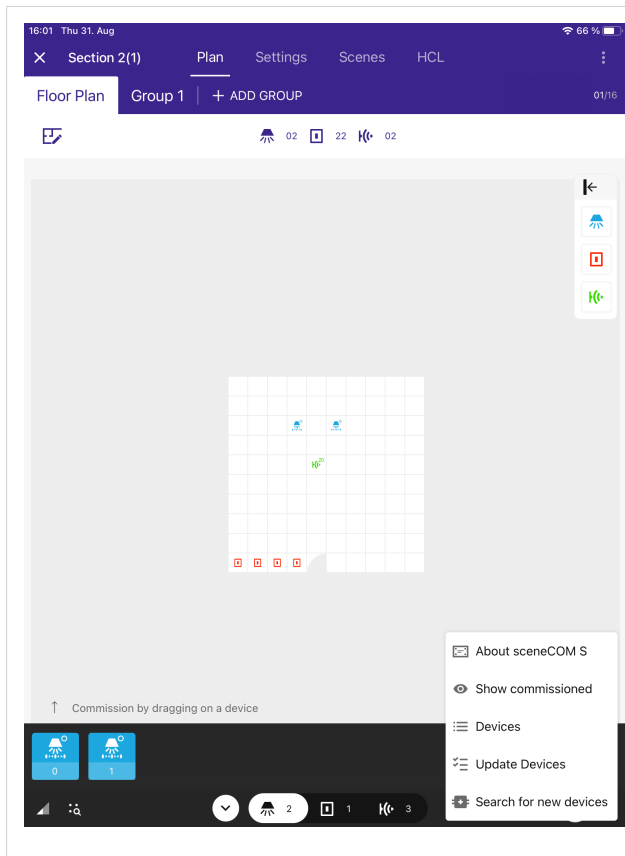 16:01 Thu 31. Aug 66 %
Section 2(1) Plan Settings Scenes HCL
Floor Plan Group 1 + ADD GROUP 01/16
02 22 02
20
About sceneCOM S
Show commissioned
Devices
Update Devices
Search for new devices
↑ Commission by dragging on a device
0 1
2 1 3